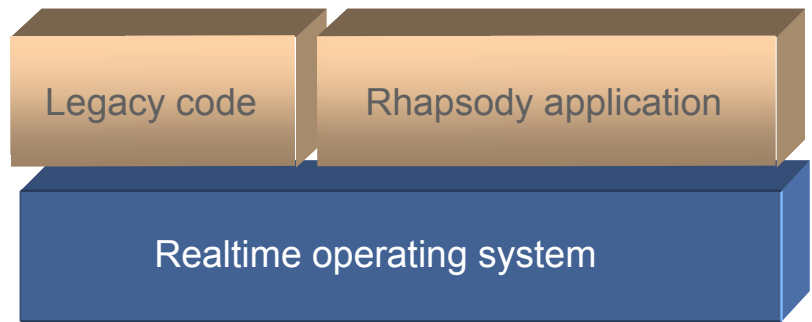 Legacy code
Rhapsody application
Realtime operating system